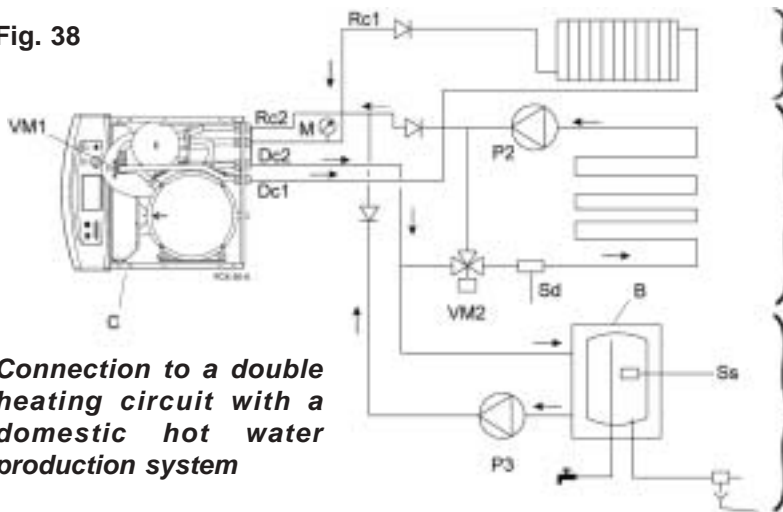 Fig. 38
Rc1
VM1
Rc2
M
Dc2
Dc1
P2
Sd
VM2
B
C
Ss
P3
Connection to a double
heating circuit with a
domestic hot water
production system